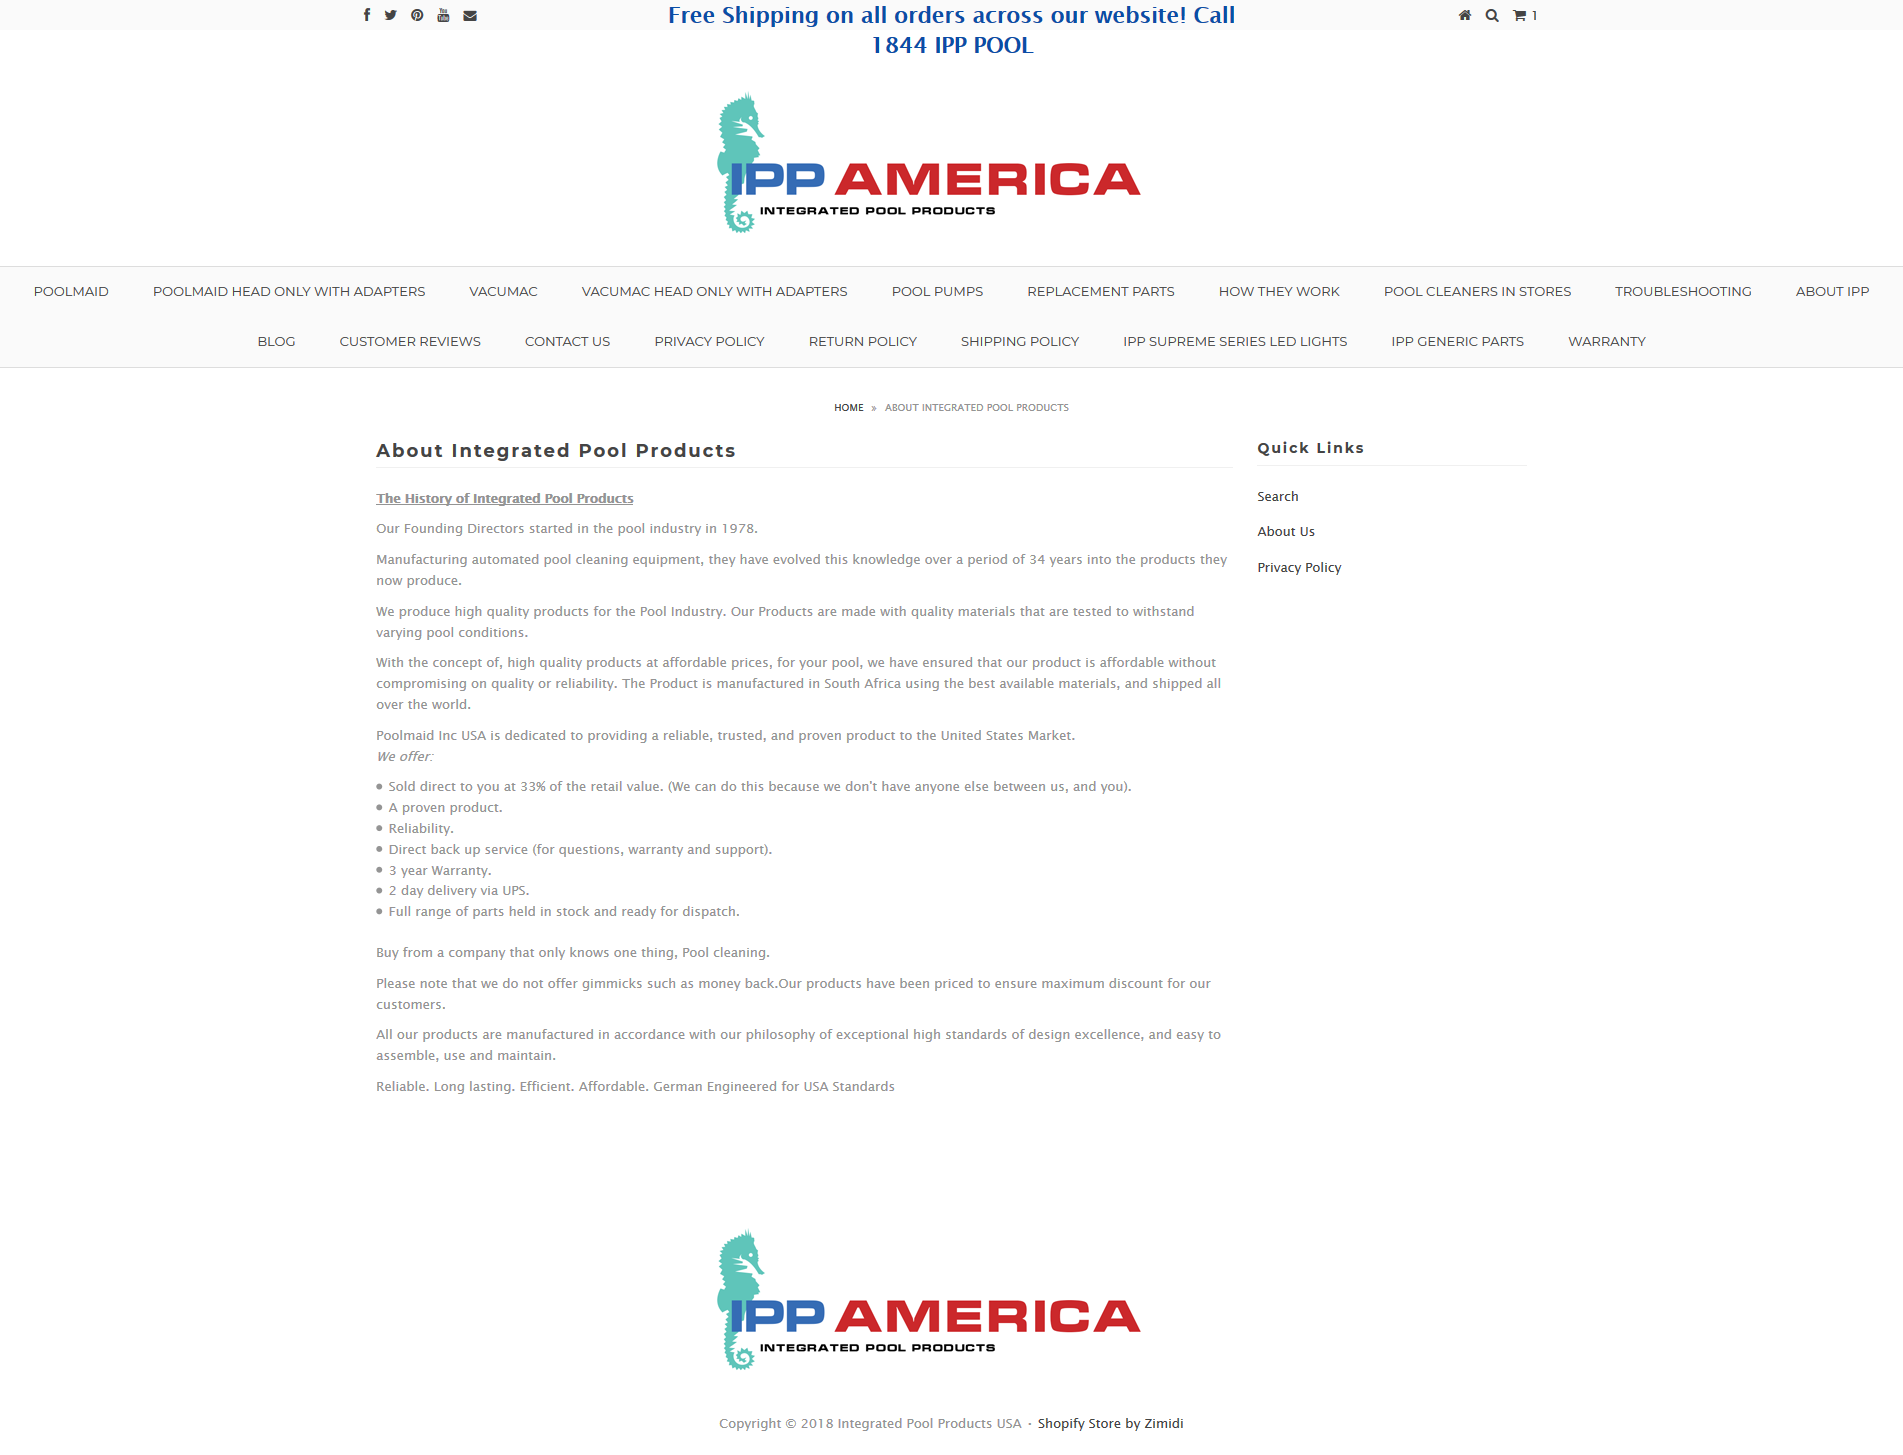 Free Shipping on all orders across our website! Call
1844 IPP POOL
1
IPP AMERICA
INTEGRATED POOL PRODUCTS
POOLMAID POOLMAID HEAD ONLY WITH ADAPTERS VACUMAC VACUMAC HEAD ONLY WITH ADAPTERS POOL PUMPS REPLACEMENT PARTS HOW THEY WORK POOL CLEANERS IN STORES TROUBLESHOOTING ABOUT IPP
BLOG CUSTOMER REVIEWS CONTACT US PRIVACY POLICY RETURN POLICY SHIPPING POLICY IPP SUPREME SERIES LED LIGHTS IPP GENERIC PARTS WARRANTY
HOME » ABOUT INTEGRATED POOL PRODUCTS
About Integrated Pool Products
The History of Integrated Pool Products
Our Founding Directors started in the pool industry in 1978.
Manufacturing automated pool cleaning equipment, they have evolved this knowledge over a period of 34 years into the products they
now produce.
We produce high quality products for the Pool Industry. Our Products are made with quality materials that are tested to withstand
varying pool conditions.
With the concept of, high quality products at affordable prices, for your pool, we have ensured that our product is affordable without
compromising on quality or reliability. The Product is manufactured in South Africa using the best available materials, and shipped all
over the world.
Poolmaid Inc USA is dedicated to providing a reliable, trusted, and proven product to the United States Market.
We offer:
● Sold direct to you at 33% of the retail value. (We can do this because we don't have anyone else between us, and you).
● A proven product.
● Reliability.
● Direct back up service (for questions, warranty and support).
● 3 year Warranty.
● 2 day delivery via UPS.
● Full range of parts held in stock and ready for dispatch.
Buy from a company that only knows one thing, Pool cleaning.
Please note that we do not offer gimmicks such as money back.Our products have been priced to ensure maximum discount for our
customers.
All our products are manufactured in accordance with our philosophy of exceptional high standards of design excellence, and easy to
assemble, use and maintain.
Reliable. Long lasting. Efficient. Affordable. German Engineered for USA Standards
Quick Links
Search
About Us
Privacy Policy
IPP AMERICA
INTEGRATED POOL PRODUCTS
Copyright © 2018 Integrated Pool Products USA • Shopify Store by Zimidi